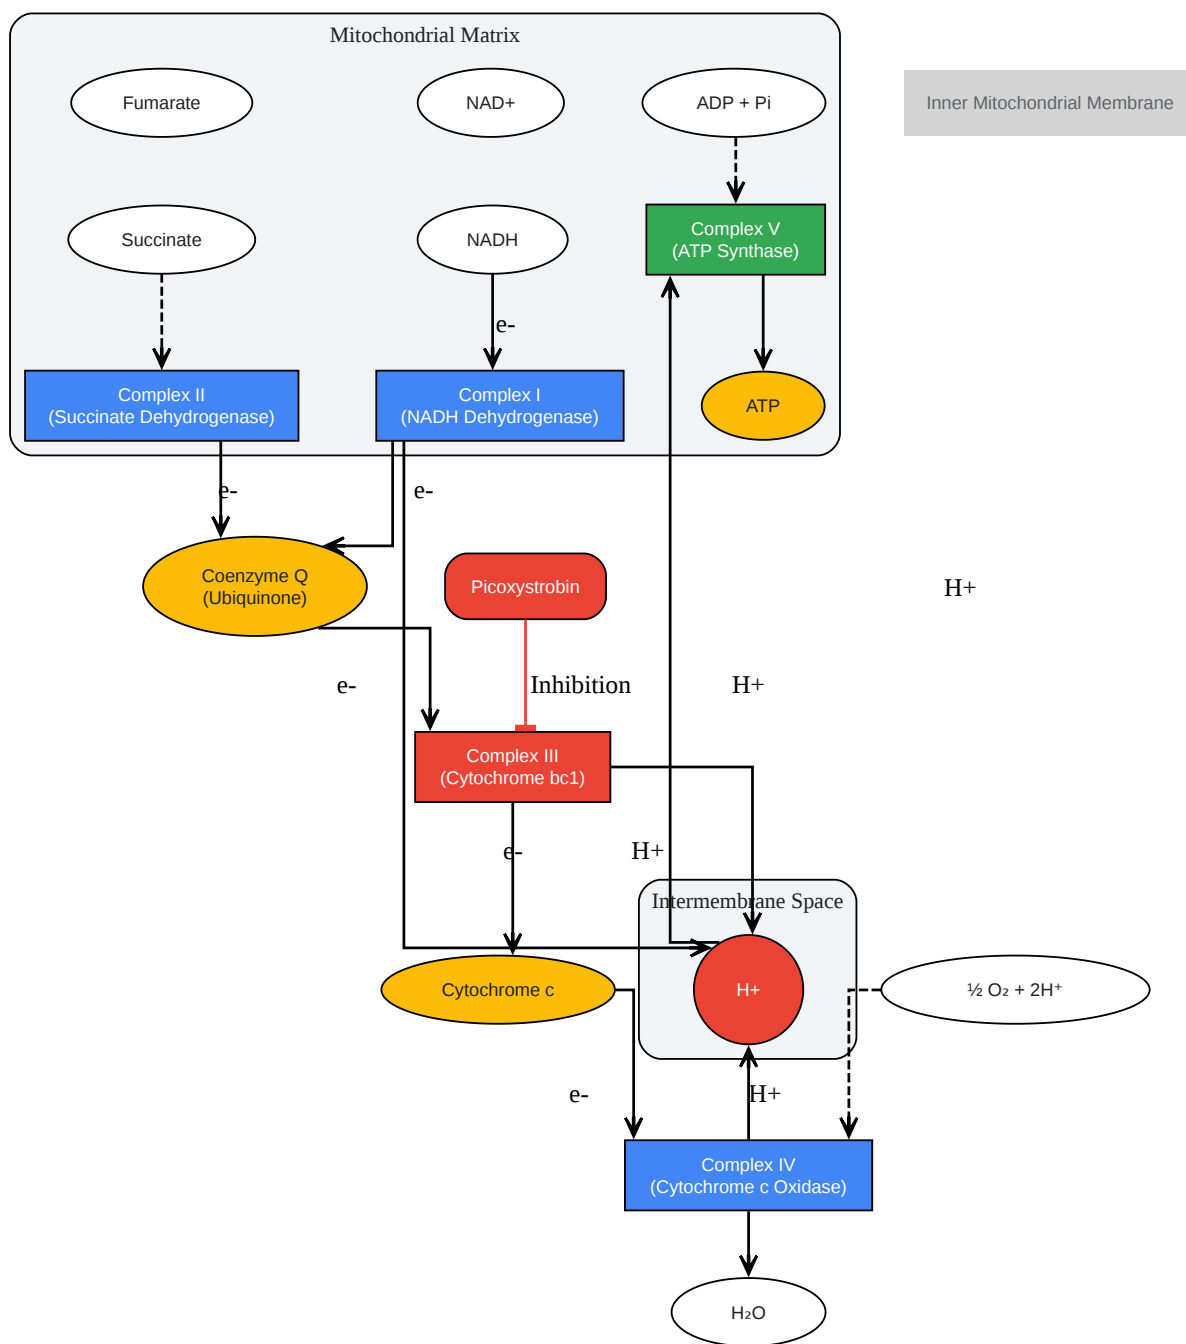 Mitochondrial Matrix
Fumarate
NAD+
ADP + Pi
Inner Mitochondrial Membrane
Succinate
NADH
Complex V
(ATP Synthase)
e-
Complex II
(Succinate Dehydrogenase)
Complex I
(NADH Dehydrogenase)
ATP
e-
e-
Coenzyme Q
(Ubiquinone)
Picoxystrobin
H+
e-
Inhibition
H+
Complex III
(Cytochrome bc1)
e-
H+
Intermembrane Space
Cytochrome c
H+
½ O₂ + 2H⁺
e-
H+
Complex IV
(Cytochrome c Oxidase)
H₂O